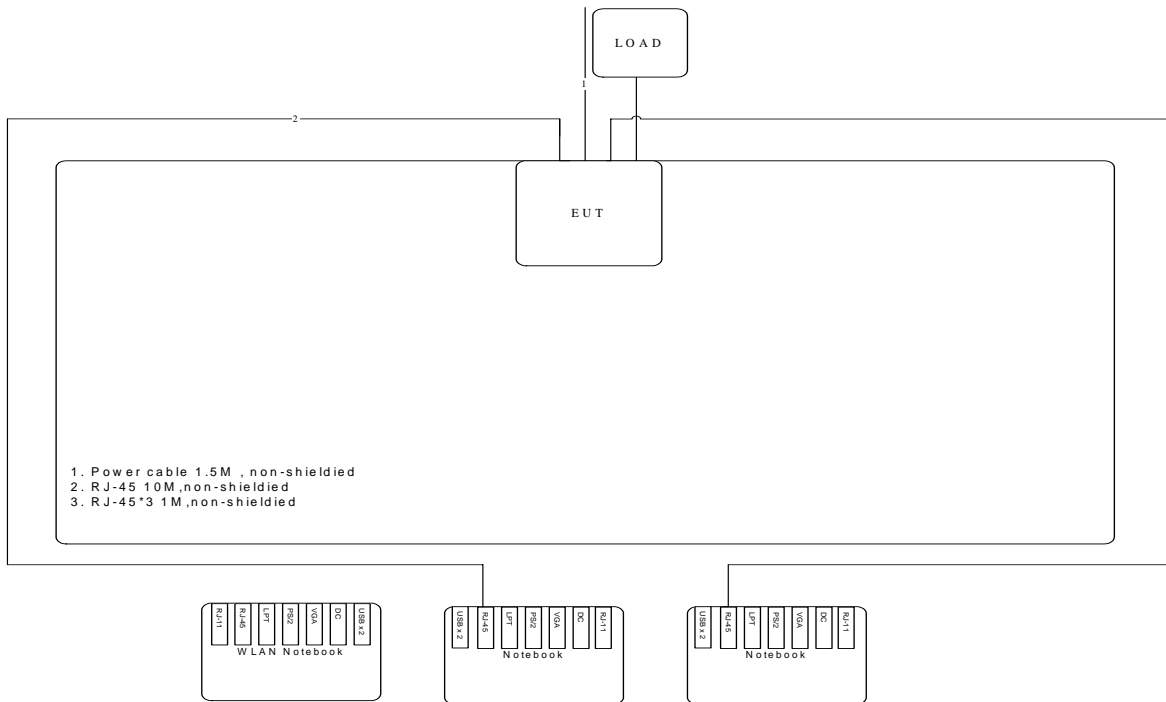 LOAD
1
2
EUT
1. Power cable 1.5M , non-shieldied
2. RJ-45 10M,non-shieldied
3. RJ-45*3 1M,non-shieldied
RJ-11
RJ-45
LPT
PS/2
VGA
DC
USB x 2
WLAN Notebook
USB x 2
RJ-45
LPT
PS/2
VGA
DC
RJ-11
Notebook
USB x 2
RJ-45
LPT
PS/2
VGA
DC
RJ-11
Notebook